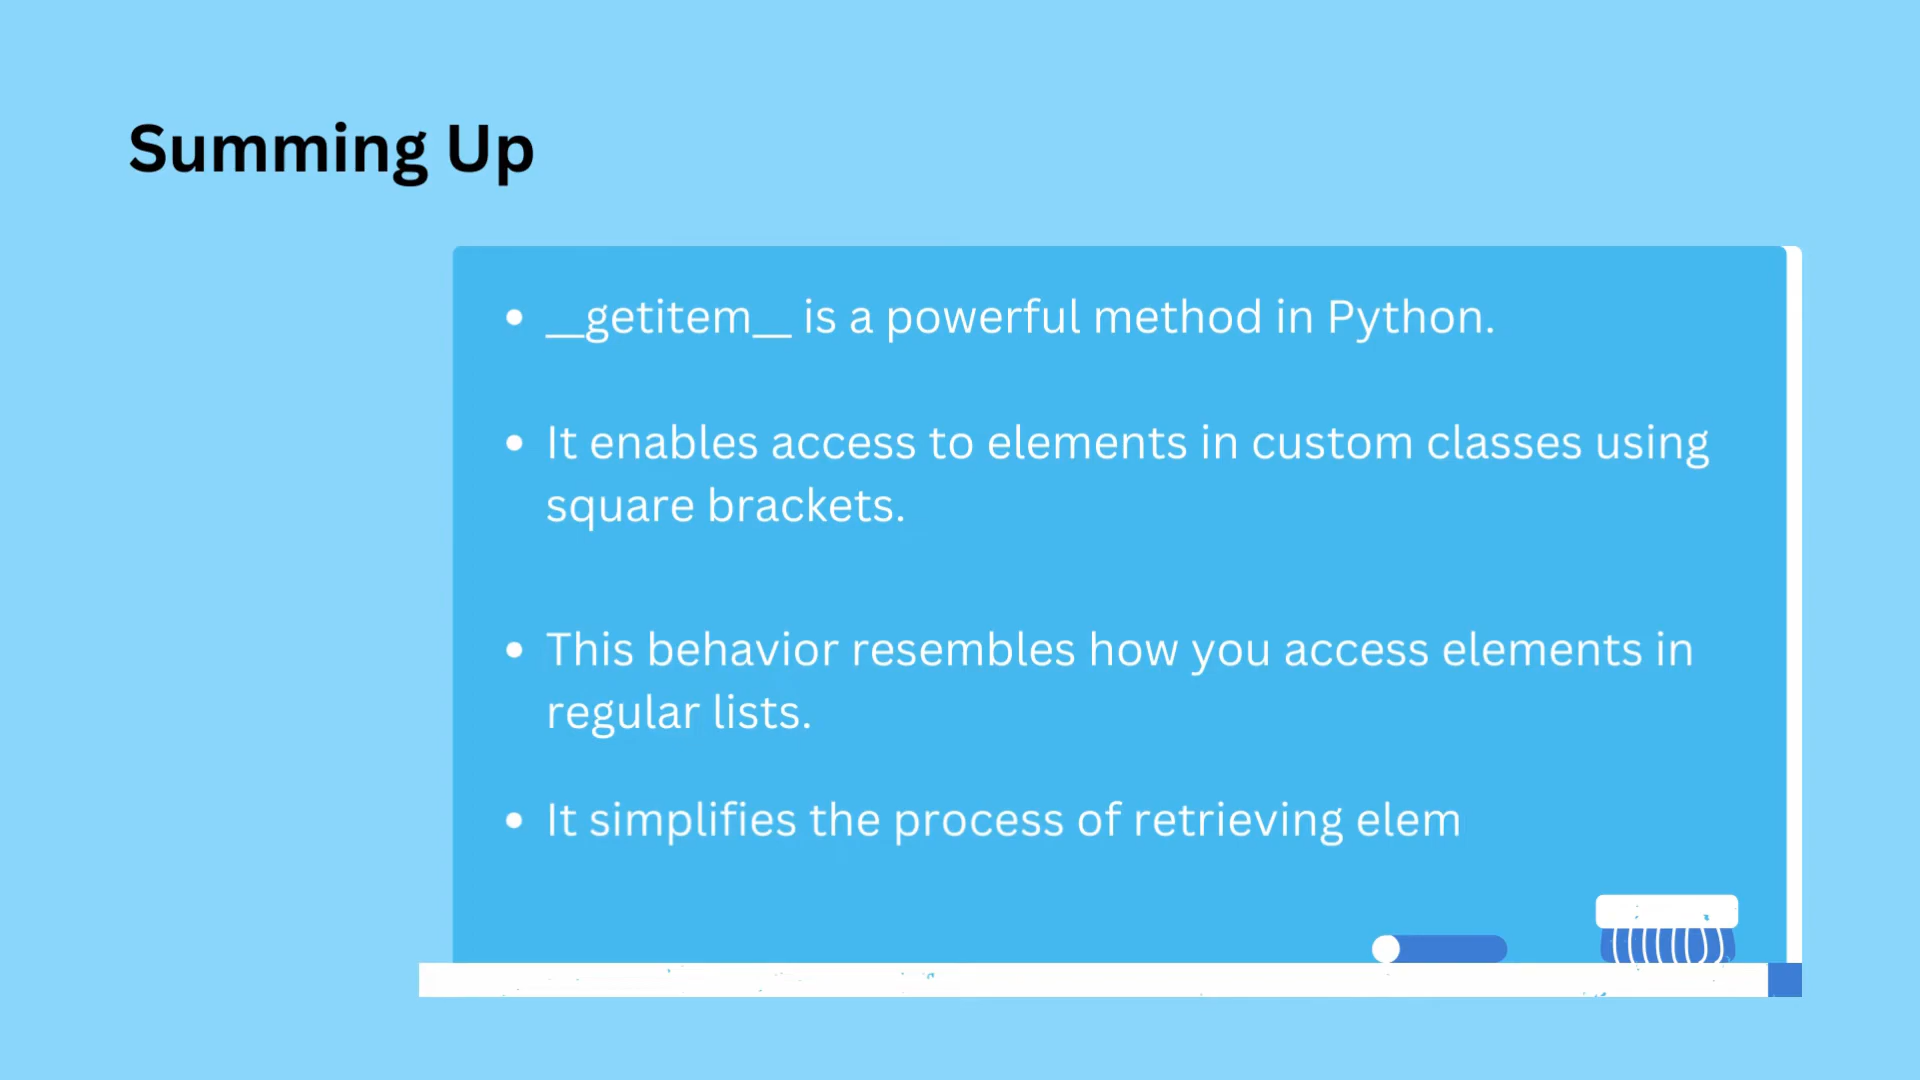 Summing Up
• __getitem__ is a powerful method in Python.
• It enables access to elements in custom classes using
square brackets.
• This behavior resembles how you access elements in
regular lists.
• It simplifies the process of retrieving elem